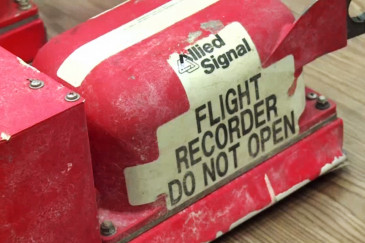 Allied
Signal
FLIGHT
RECORDER
DO NOT OPEN